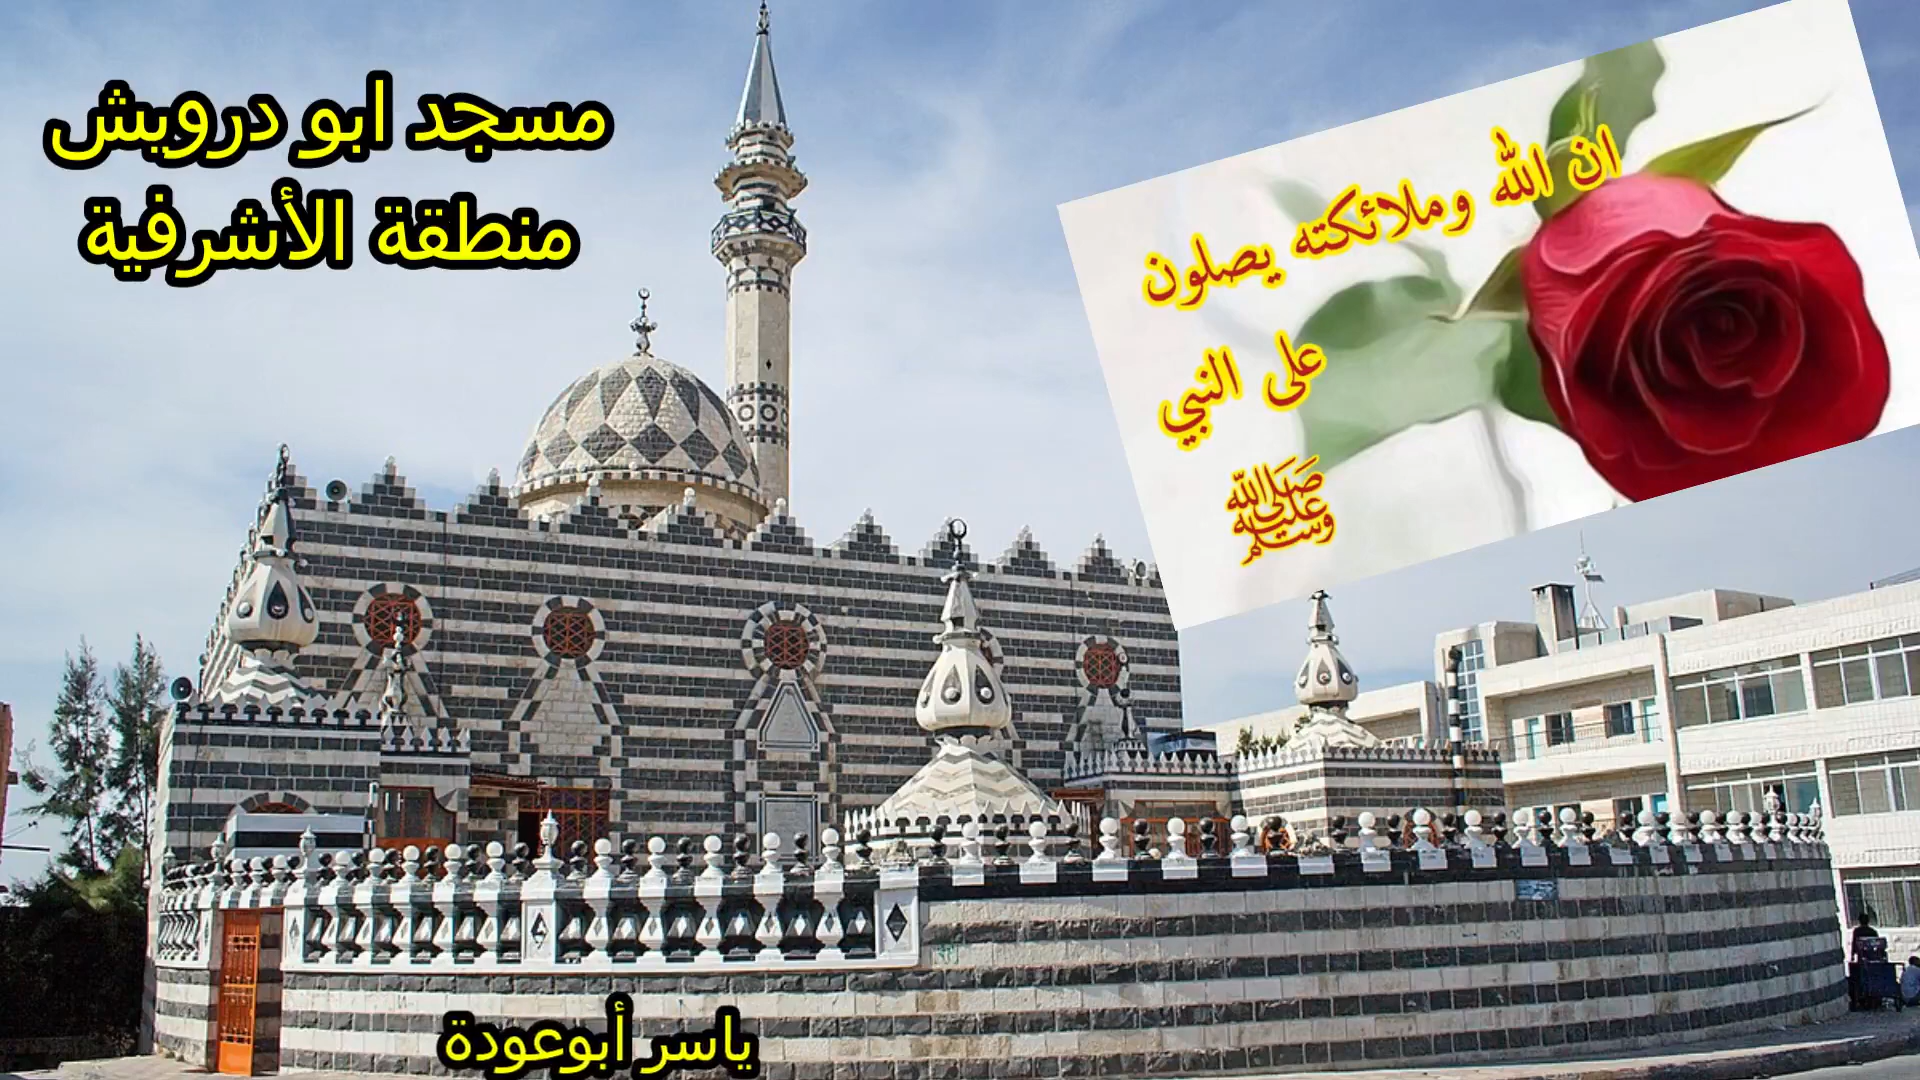 مسجد ابو درويش
منطقة الأشرفية
ان الله وملائكته يصلون
على النبي
ﷺ
ياسر أبوعودة